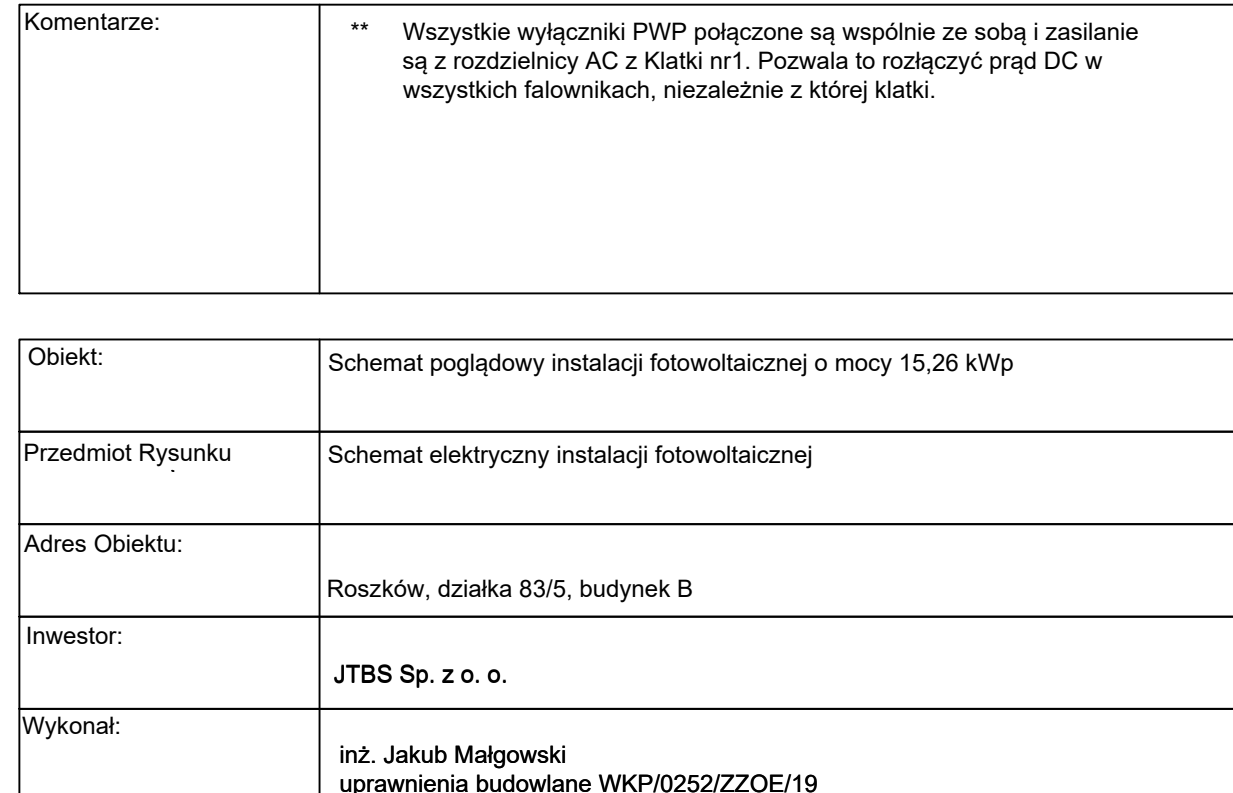 Komentarze:
** Wszystkie wyłączniki PWP połączone są wspólnie ze sobą i zasilanie
są z rozdzielnicy AC z Klatki nr1. Pozwala to rozłączyć prąd DC w
wszystkich falownikach, niezależnie z której klatki.
Obiekt:
Schemat poglądowy instalacji fotowoltaicznej o mocy 15,26 kWp
Przedmiot Rysunku
Schemat elektryczny instalacji fotowoltaicznej
Adres Obiektu:
Roszków, działka 83/5, budynek B
Inwestor:
JTBS Sp. z o. o.
Wykonał:
inż. Jakub Małgowski
uprawnienia budowlane WKP/0252/ZZOE/19